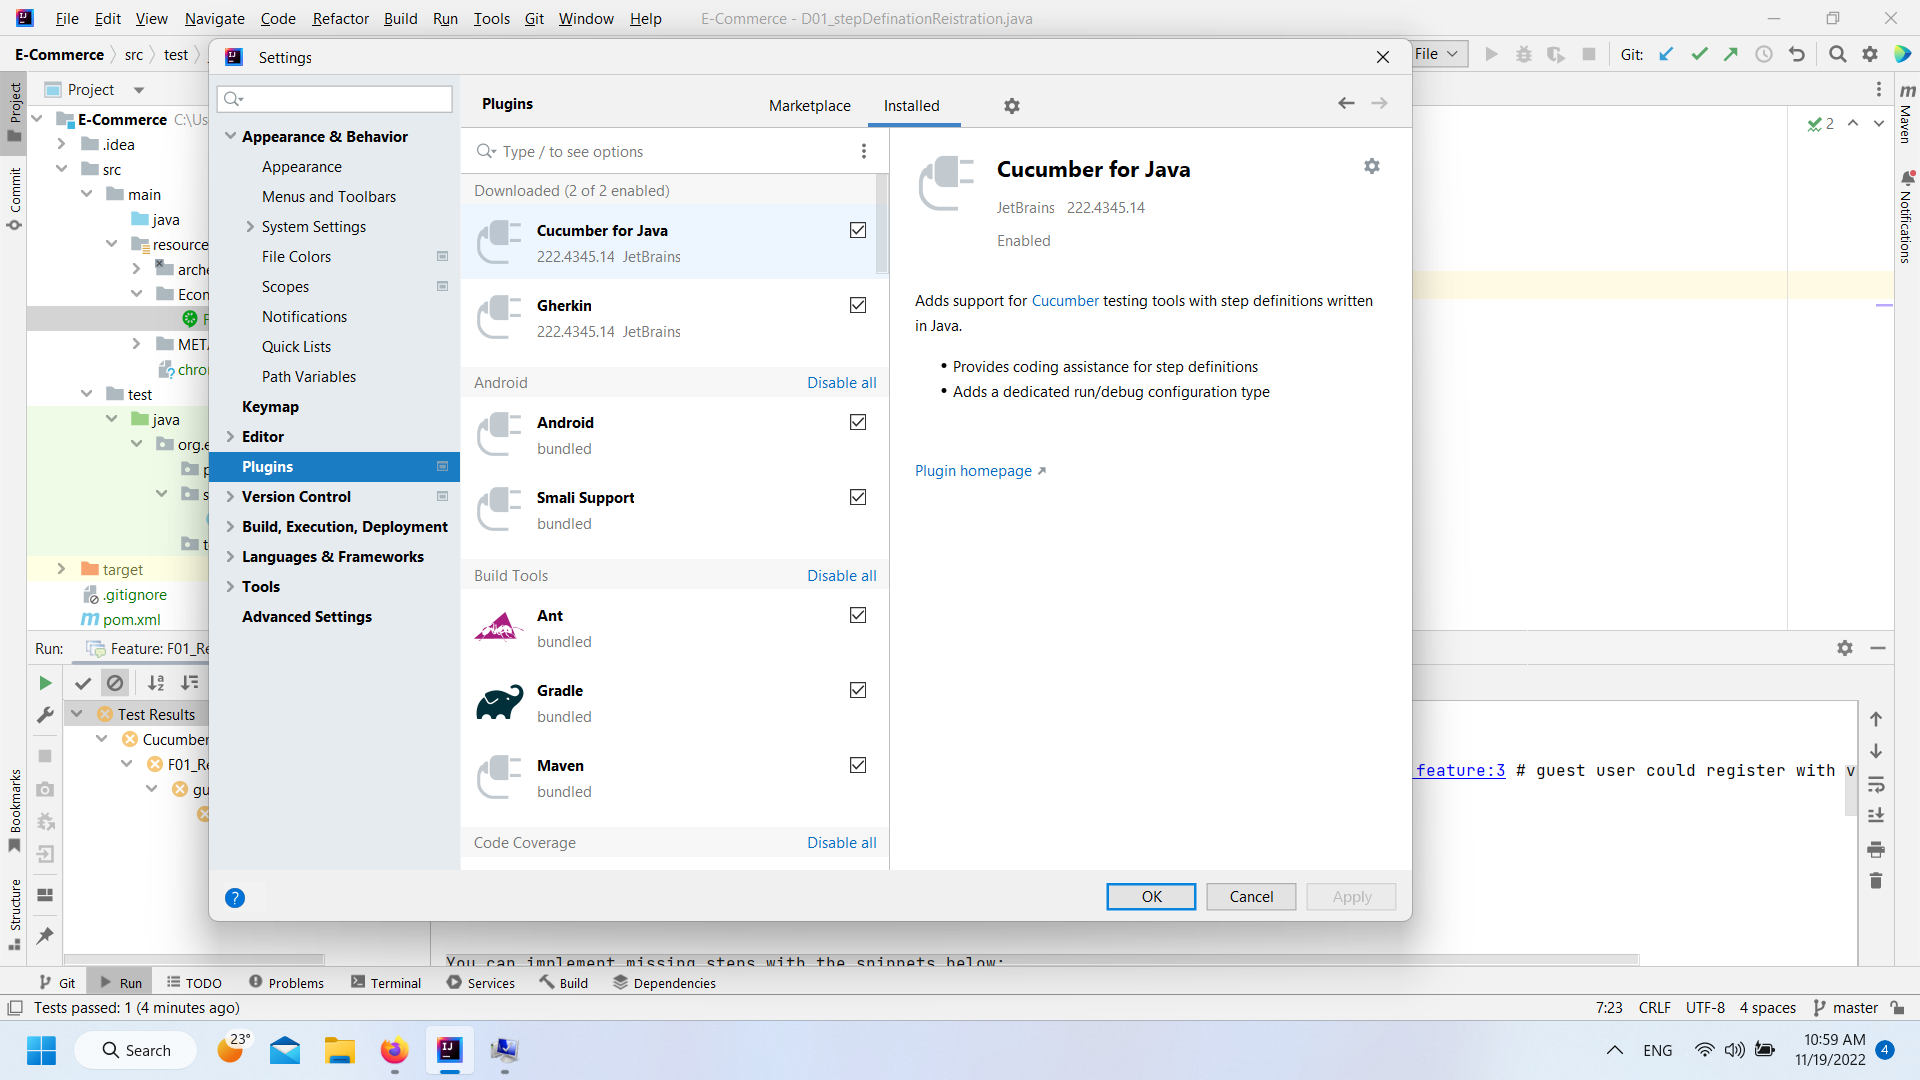 File Edit View Navigate Code Refactor Build Run Tools Git Window Help E-Commerce - D01_stepDefinationReistration.java
E-Commerce src test
File
Git:
Settings
Project
Project
Commit
Bookmarks
Structure
E-Commerce C:\Us
.idea
src
main
java
resource
arche
Econ
F
META
chro
test
java
org.e
p
s
t
target
.gitignore
pom.xml
Appearance & Behavior
Appearance
Menus and Toolbars
System Settings
File Colors
Scopes
Notifications
Quick Lists
Path Variables
Keymap
Editor
Plugins
Version Control
Build, Execution, Deployment
Languages & Frameworks
Tools
Advanced Settings
?
Plugins Marketplace Installed
Type / to see options
Downloaded (2 of 2 enabled)
Cucumber for Java
222.4345.14 JetBrains
Gherkin
222.4345.14 JetBrains
Android Disable all
Android
bundled
Smali Support
bundled
Build Tools Disable all
Ant
bundled
Gradle
bundled
Maven
bundled
Code Coverage Disable all
Cucumber for Java
JetBrains 222.4345.14
Enabled
Adds support for Cucumber testing tools with step definitions written
in Java.
• Provides coding assistance for step definitions
• Adds a dedicated run/debug configuration type
Plugin homepage
OK Cancel Apply
2
m
Maven
Notifications
Run: Feature: F01_Re
Test Results
Cucumber
F01_Re
gu
feature:3 # guest user could register with v
You can implement missing steps with the snippets below:
Git Run TODO Problems Terminal Services Build Dependencies
Tests passed: 1 (4 minutes ago) 7:23 CRLF UTF-8 4 spaces master
Search 23° ENG 10:59 AM
11/19/2022 4